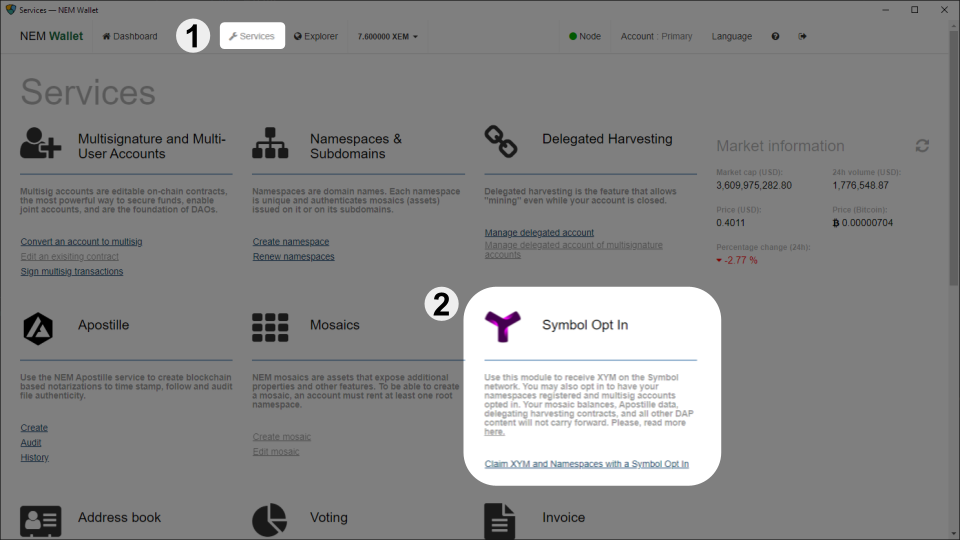 Services — NEM Wallet
NEM Wallet
Dashboard
1
Services
Explorer
7.600000 XEM
Node
Account : Primary
Language
Services
Multisignature and Multi-
User Accounts
Multisig accounts are editable on-chain contracts,
the most powerful way to secure funds, enable
joint accounts, and are the foundation of DAOs.
Convert an account to multisig
Edit an exisiting contract
Sign multisig transactions
Namespaces &
Subdomains
Namespaces are domain names. Each namespace
is unique and authenticates mosaics (assets)
issued on it or on its subdomains.
Create namespace
Renew namespaces
Delegated Harvesting
Delegated harvesting is the feature that allows
"mining" even while your account is closed.
Manage delegated account
Manage delegated account of multisignature
accounts
Market information
Market cap (USD):
3,609,975,282.80
24h volume (USD):
1,776,548.87
Price (USD):
0.4011
Price (Bitcoin):
₿ 0.00000704
Percentage change (24h):
-2.77 %
Apostille
Use the NEM Apostille service to create blockchain
based notarizations to time stamp, follow and audit
file authenticity.
Create
Audit
History
Mosaics
NEM mosaics are assets that expose additional
properties and other features. To be able to create
a mosaic, an account must rent at least one root
namespace.
Create mosaic
Edit mosaic
2
Symbol Opt In
Use this module to receive XYM on the Symbol
network. You may also opt in to have your
namespaces registered and multisig accounts
opted in. Your mosaic balances, Apostille data,
delegating harvesting contracts, and all other DAP
content will not carry forward. Please, read more
here.
Claim XYM and Namespaces with a Symbol Opt In
Address book
Voting
Invoice